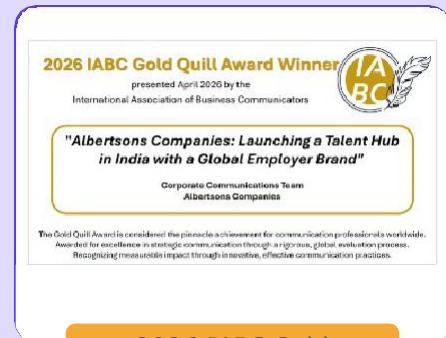 2026 IABC Gold Quill Award Winner
presented April 2026 by the
International Association of Business Communicators
IA
BC
"Albertsons Companies: Launching a Talent Hub
in India with a Global Employer Brand"
Corporate Communications Team
Albertsons Companies
The Gold Quill Award is considered the pinnacle achievement for communication professionals worldwide.
Awarded for excellence in strategic communication through a rigorous, global, evaluation process.
Recognizing measurable impact through innovative, effective communication practices.